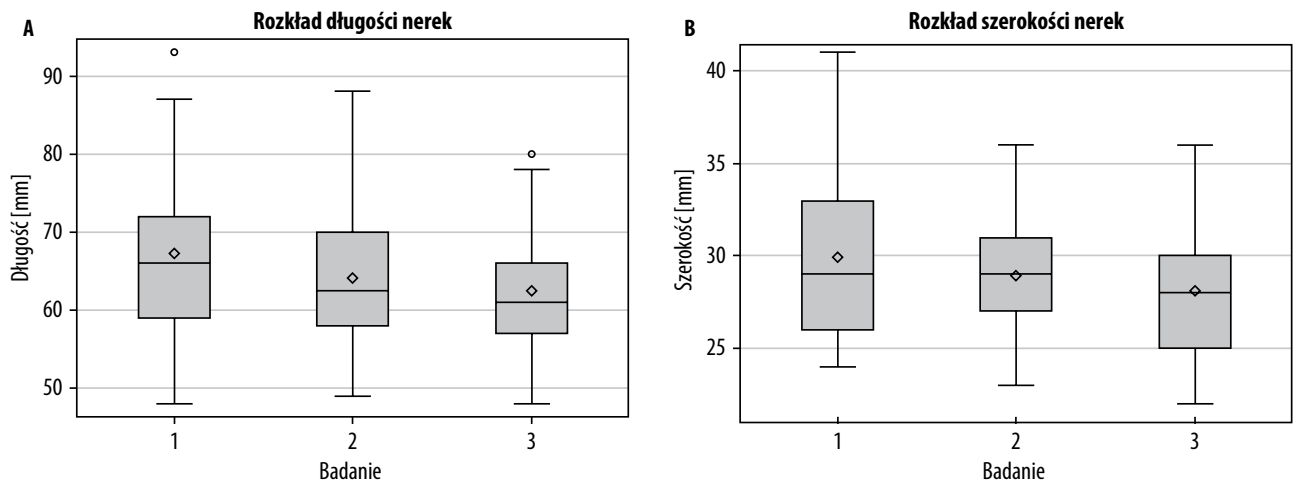 A
Rozkład długości nerek
90
80
70
60
50
Długość [mm]
1 2 3
Badanie
B
Rozkład szerokości nerek
40
35
30
25
Szerokość [mm]
1 2 3
Badanie